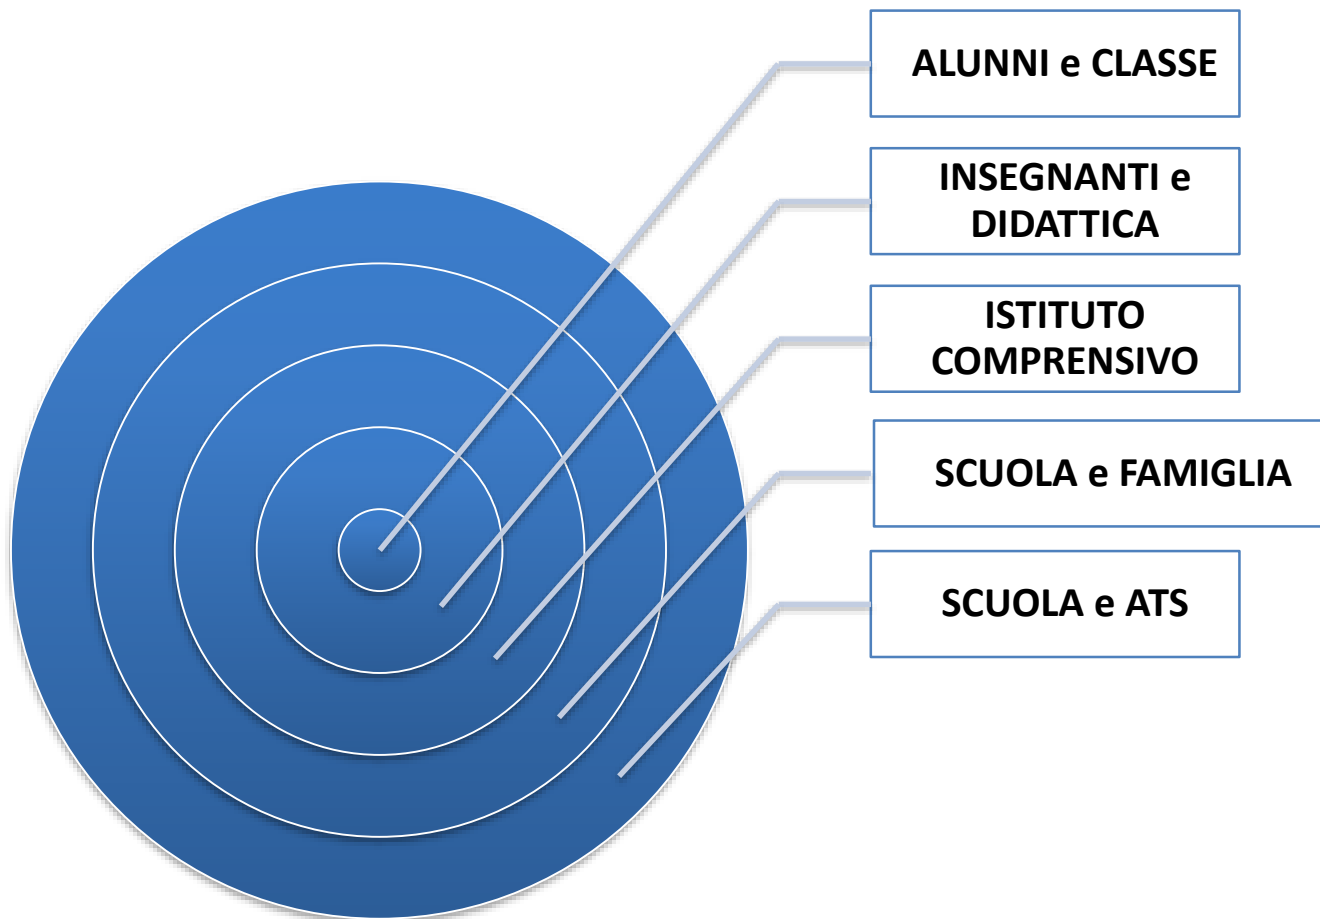 ALUNNI e CLASSE
INSEGNANTI e
DIDATTICA
ISTITUTO
COMPRENSIVO
SCUOLA e FAMIGLIA
SCUOLA e ATS